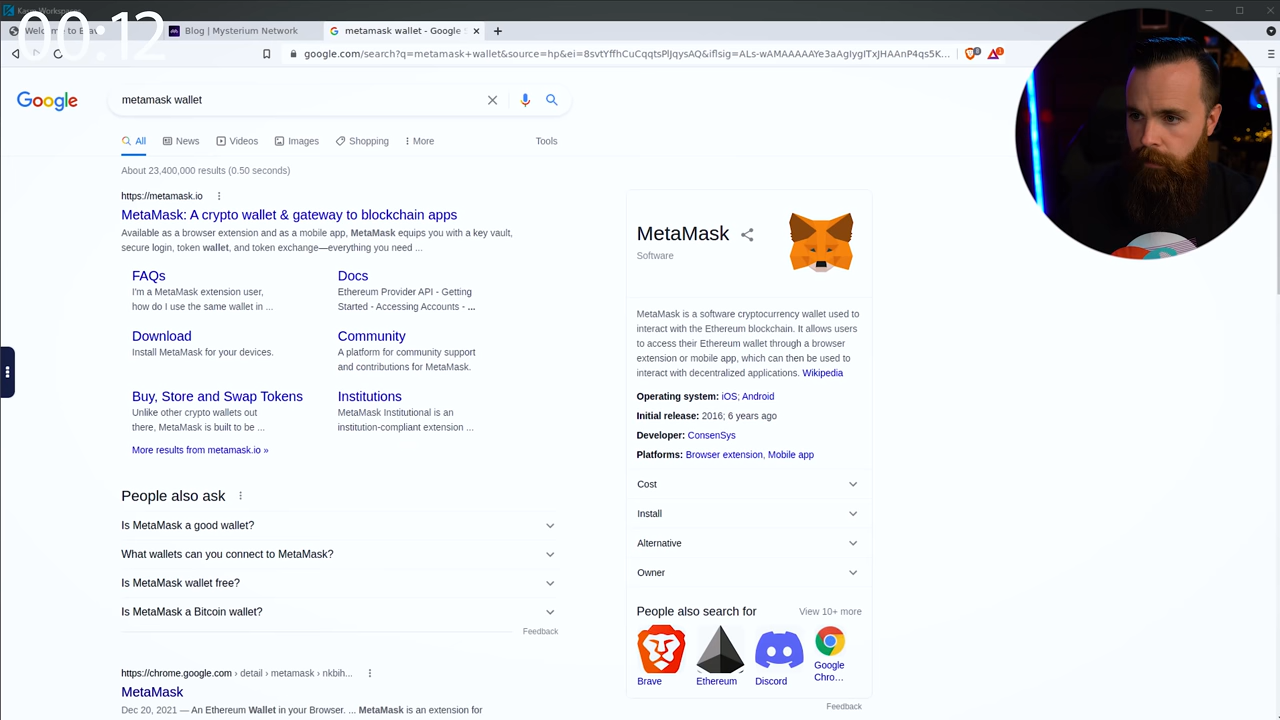 Kasm Workspaces
00:12
Welcome to Brav
Blog | Mysterium Network
metamask wallet - Google S
google.com/search?q=metamask+wallet&source=hp&ei=8svtYffhCuCqqtsPlJqysAQ&iflsig=ALs-wAMAAAAAYe3aAgIygITxJHAAnP4qs5K...
Google
metamask wallet
All
News
Videos
Images
Shopping
More
Tools
About 23,400,000 results (0.50 seconds)
https://metamask.io
MetaMask: A crypto wallet & gateway to blockchain apps
Available as a browser extension and as a mobile app, MetaMask equips you with a key vault,
secure login, token wallet, and token exchange—everything you need ...
FAQs
I'm a MetaMask extension user,
how do I use the same wallet in ...
Docs
Ethereum Provider API - Getting
Started - Accessing Accounts - ...
Download
Install MetaMask for your devices.
Community
A platform for community support
and contributions for MetaMask.
Buy, Store and Swap Tokens
Unlike other crypto wallets out
there, MetaMask is built to be ...
Institutions
MetaMask Institutional is an
institution-compliant extension ...
More results from metamask.io »
People also ask
Is MetaMask a good wallet?
What wallets can you connect to MetaMask?
Is MetaMask wallet free?
Is MetaMask a Bitcoin wallet?
Feedback
https://chrome.google.com › detail › metamask › nkbih...
MetaMask
Dec 20, 2021 — An Ethereum Wallet in your Browser. ... MetaMask is an extension for
MetaMask
Software
MetaMask is a software cryptocurrency wallet used to
interact with the Ethereum blockchain. It allows users
to access their Ethereum wallet through a browser
extension or mobile app, which can then be used to
interact with decentralized applications. Wikipedia
Operating system: iOS; Android
Initial release: 2016; 6 years ago
Developer: ConsenSys
Platforms: Browser extension, Mobile app
Cost
Install
Alternative
Owner
People also search for
View 10+ more
Brave
Ethereum
Discord
Google
Chro...
Feedback